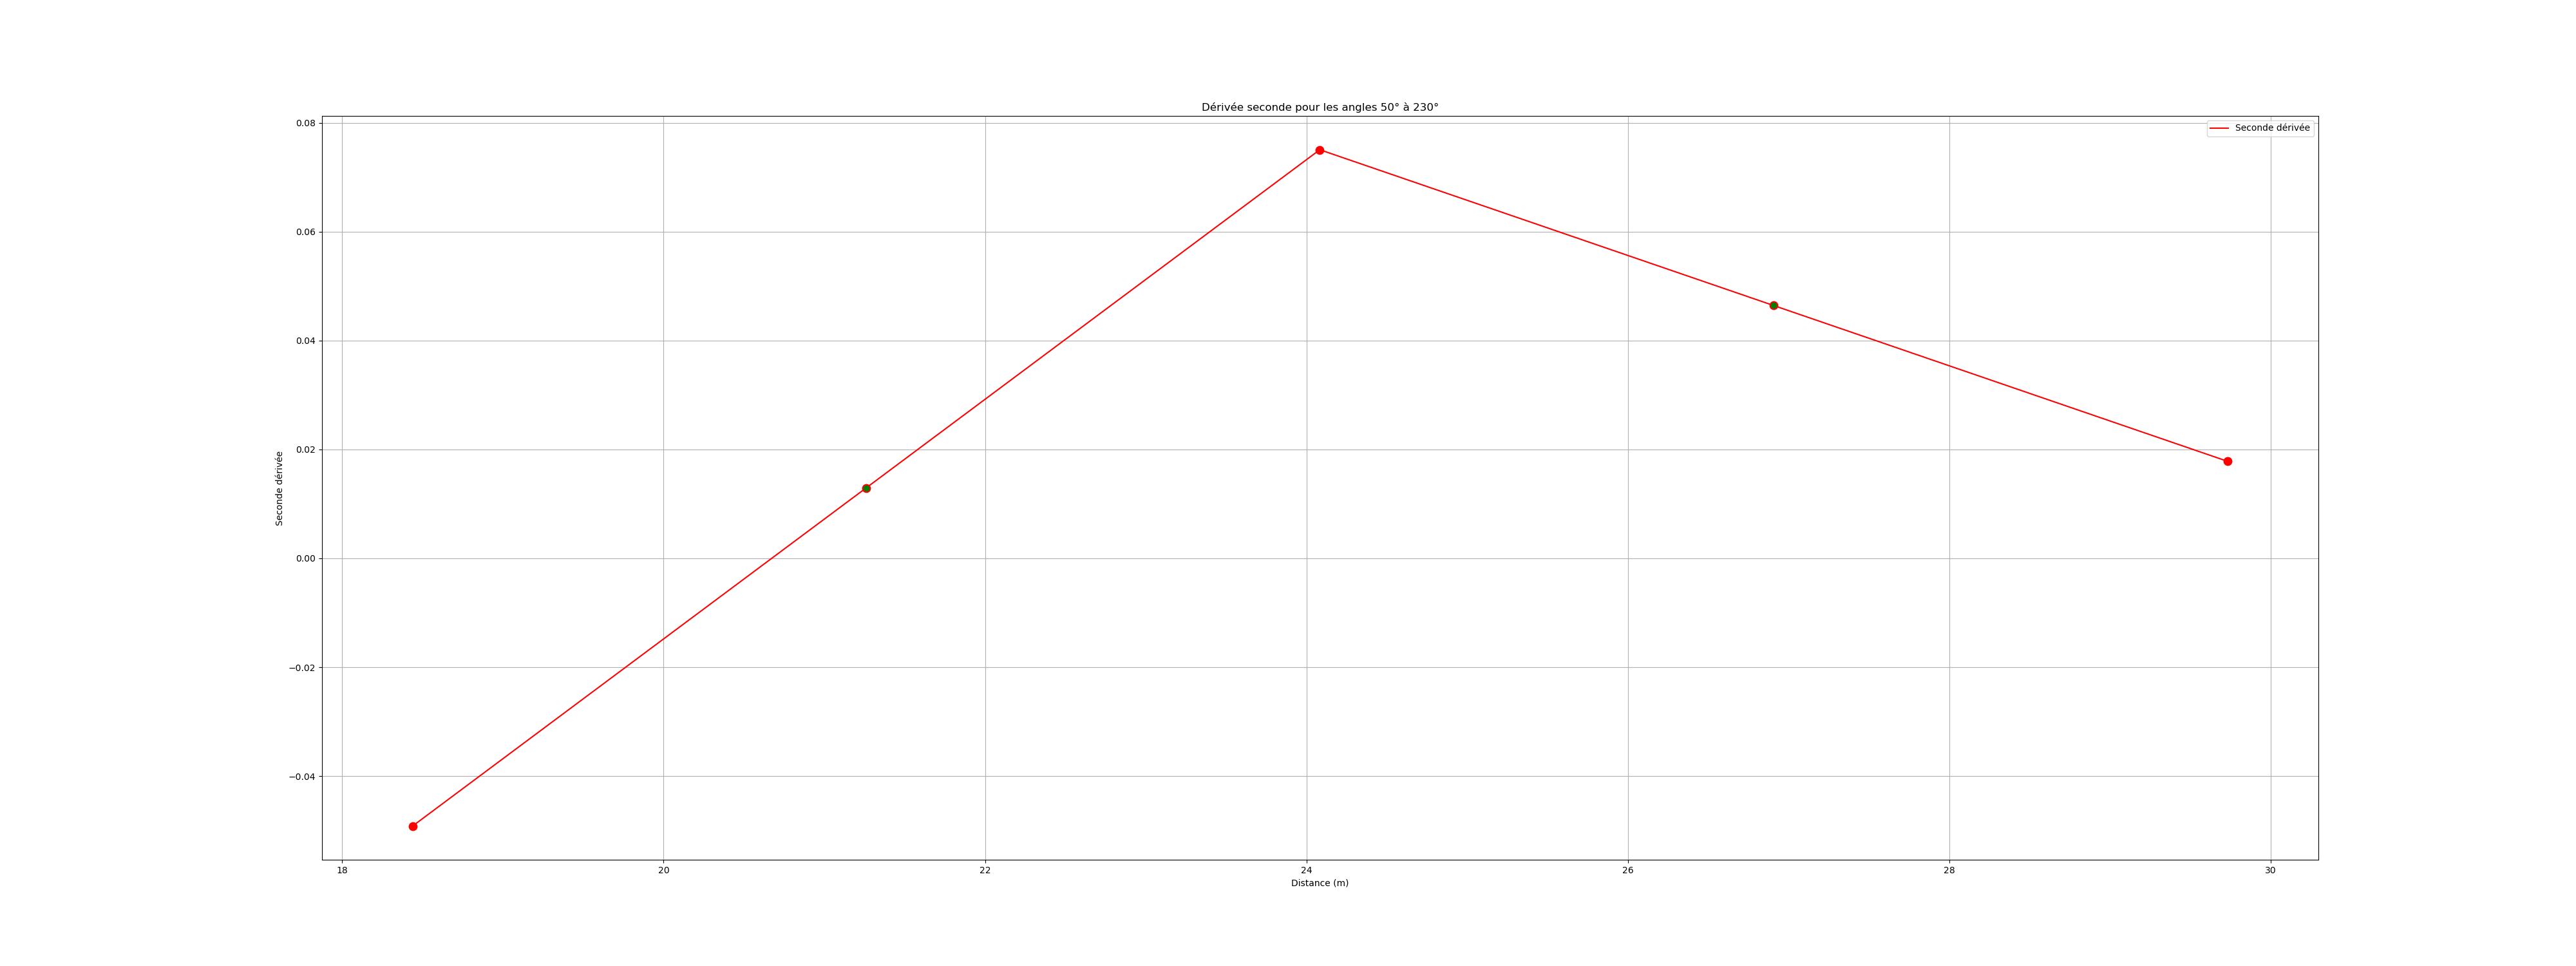 Dérivée seconde pour les angles 50° à 230°
Seconde dérivée
0.08
0.06
0.04
0.02
0.00
−0.02
−0.04
Seconde dérivée
18 20 22 24 26 28 30
Distance (m)